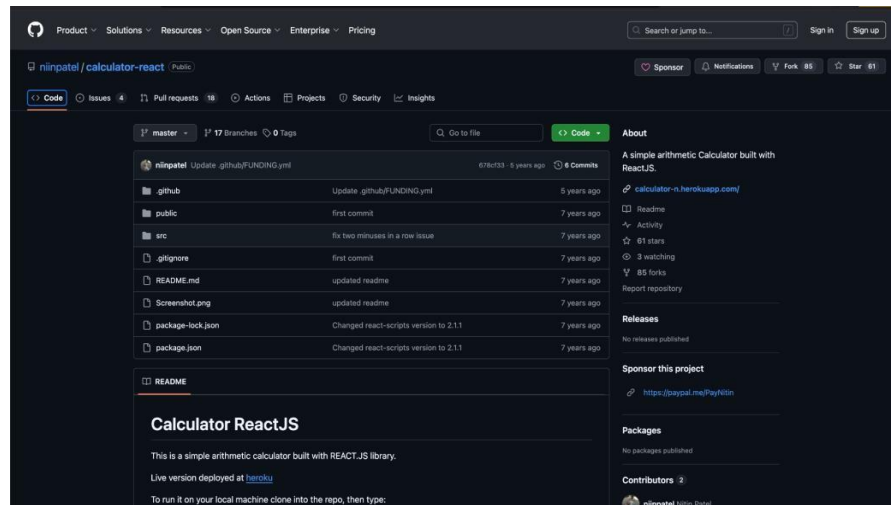 Product Solutions Resources Open Source Enterprise Pricing
Search or jump to... /
Sign in
Sign up
niinpatel / calculator-react Public
Sponsor
Notifications
Fork 85
Star 61
Code
Issues 4
Pull requests 18
Actions
Projects
Security
Insights
master
17 Branches
0 Tags
Go to file
Code
niinpatel Update .github/FUNDING.yml 678cf33 · 5 years ago 6 Commits
.github Update .github/FUNDING.yml 5 years ago
public first commit 7 years ago
src fix two minuses in a row issue 7 years ago
.gitignore first commit 7 years ago
README.md updated readme 7 years ago
Screenshot.png updated readme 7 years ago
package-lock.json Changed react-scripts version to 2.1.1 7 years ago
package.json Changed react-scripts version to 2.1.1 7 years ago
README
Calculator ReactJS
This is a simple arithmetic calculator built with REACT.JS library.
Live version deployed at heroku
To run it on your local machine clone into the repo, then type:
About
A simple arithmetic Calculator built with
ReactJS.
calculator-n.herokuapp.com/
Readme
Activity
61 stars
3 watching
85 forks
Report repository
Releases
No releases published
Sponsor this project
https://paypal.me/PayNitin
Packages
No packages published
Contributors 2
niinpatel Nitin Patel